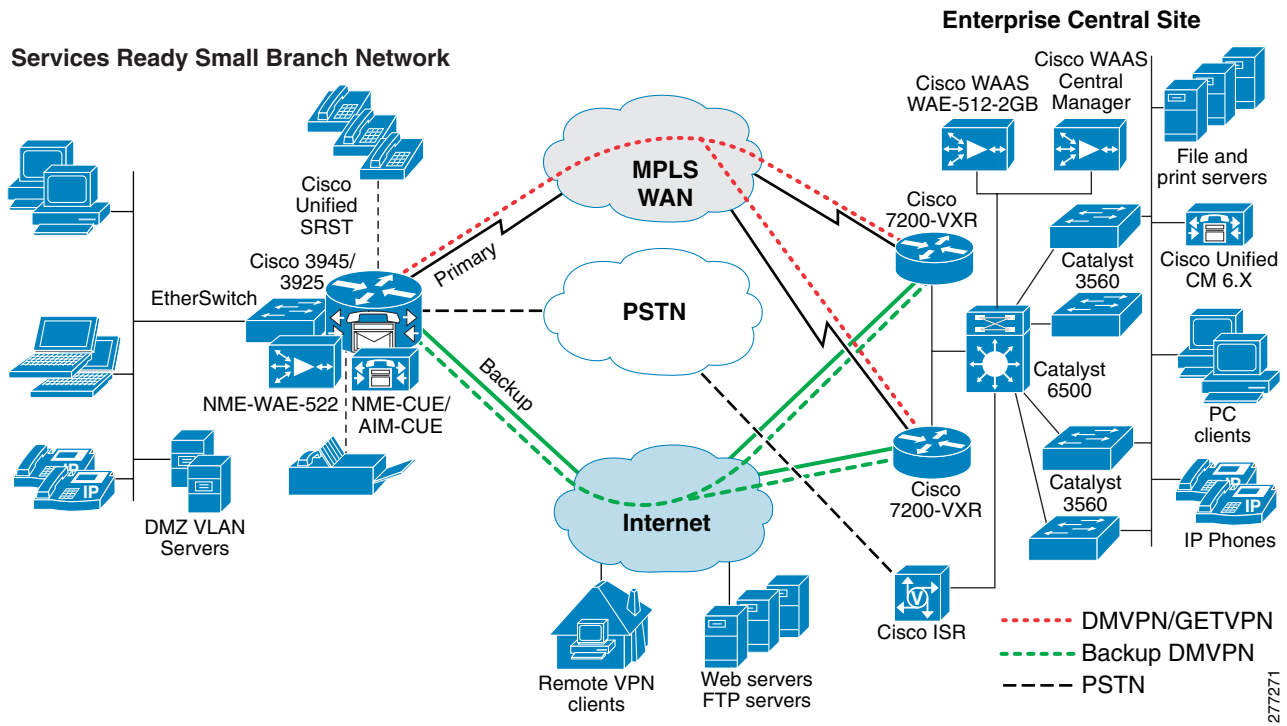 Enterprise Central Site
Services Ready Small Branch Network
Cisco WAAS
WAE-512-2GB
Cisco WAAS
Central
Manager
File and
print servers
Cisco
Unified
SRST
MPLS
WAN
Cisco
7200-VXR
Cisco 3945/
3925
Primary
EtherSwitch
Catalyst
3560
Cisco Unified
CM 6.X
PSTN
NME-WAE-522
NME-CUE/
AIM-CUE
Backup
Catalyst
6500
PC
clients
IP
IP
DMZ VLAN
Servers
Internet
Cisco
7200-VXR
Catalyst
3560
IP
IP
IP Phones
V
Cisco ISR
Remote VPN
clients
Web servers
FTP servers
DMVPN/GETVPN
Backup DMVPN
PSTN
277271